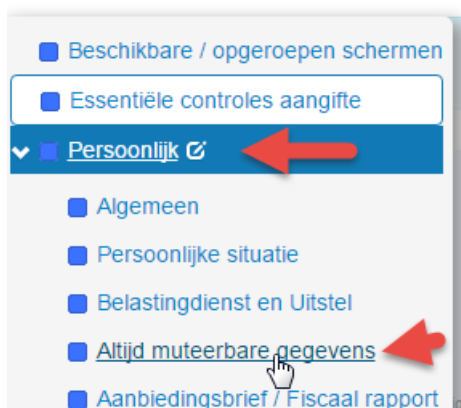 Beschikbare / opgeroepen schermen
Essentiële controles aangifte
Persoonlijk
Algemeen
Persoonlijke situatie
Belastingdienst en Uitstel
Altijd muteerbare gegevens
Aanbiedingsbrief / Fiscaal rapport